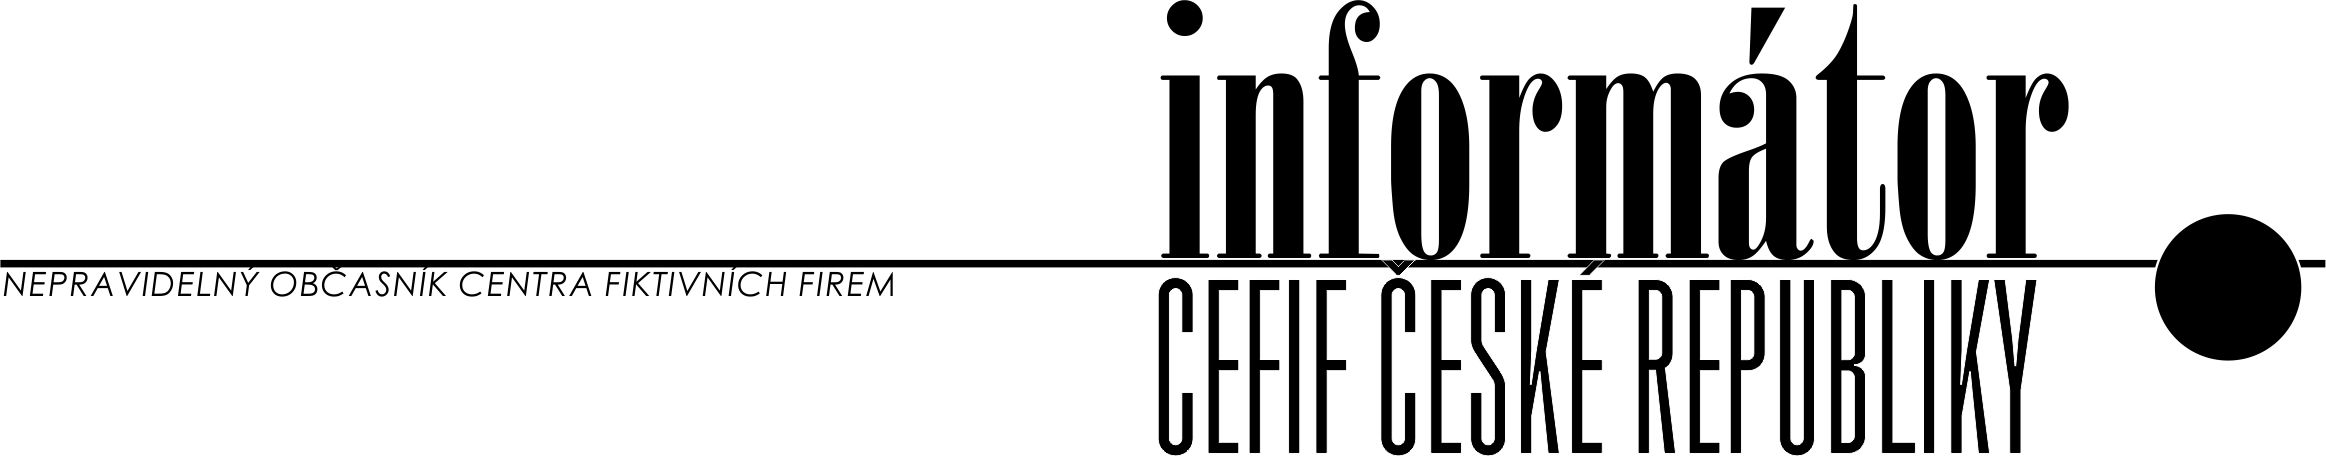 informátor
NEPRAVIDELNÝ OBČASNÍK CENTRA FIKTIVNÍCH FIREM
CEFIF ČESKÉ REPUBLIKY